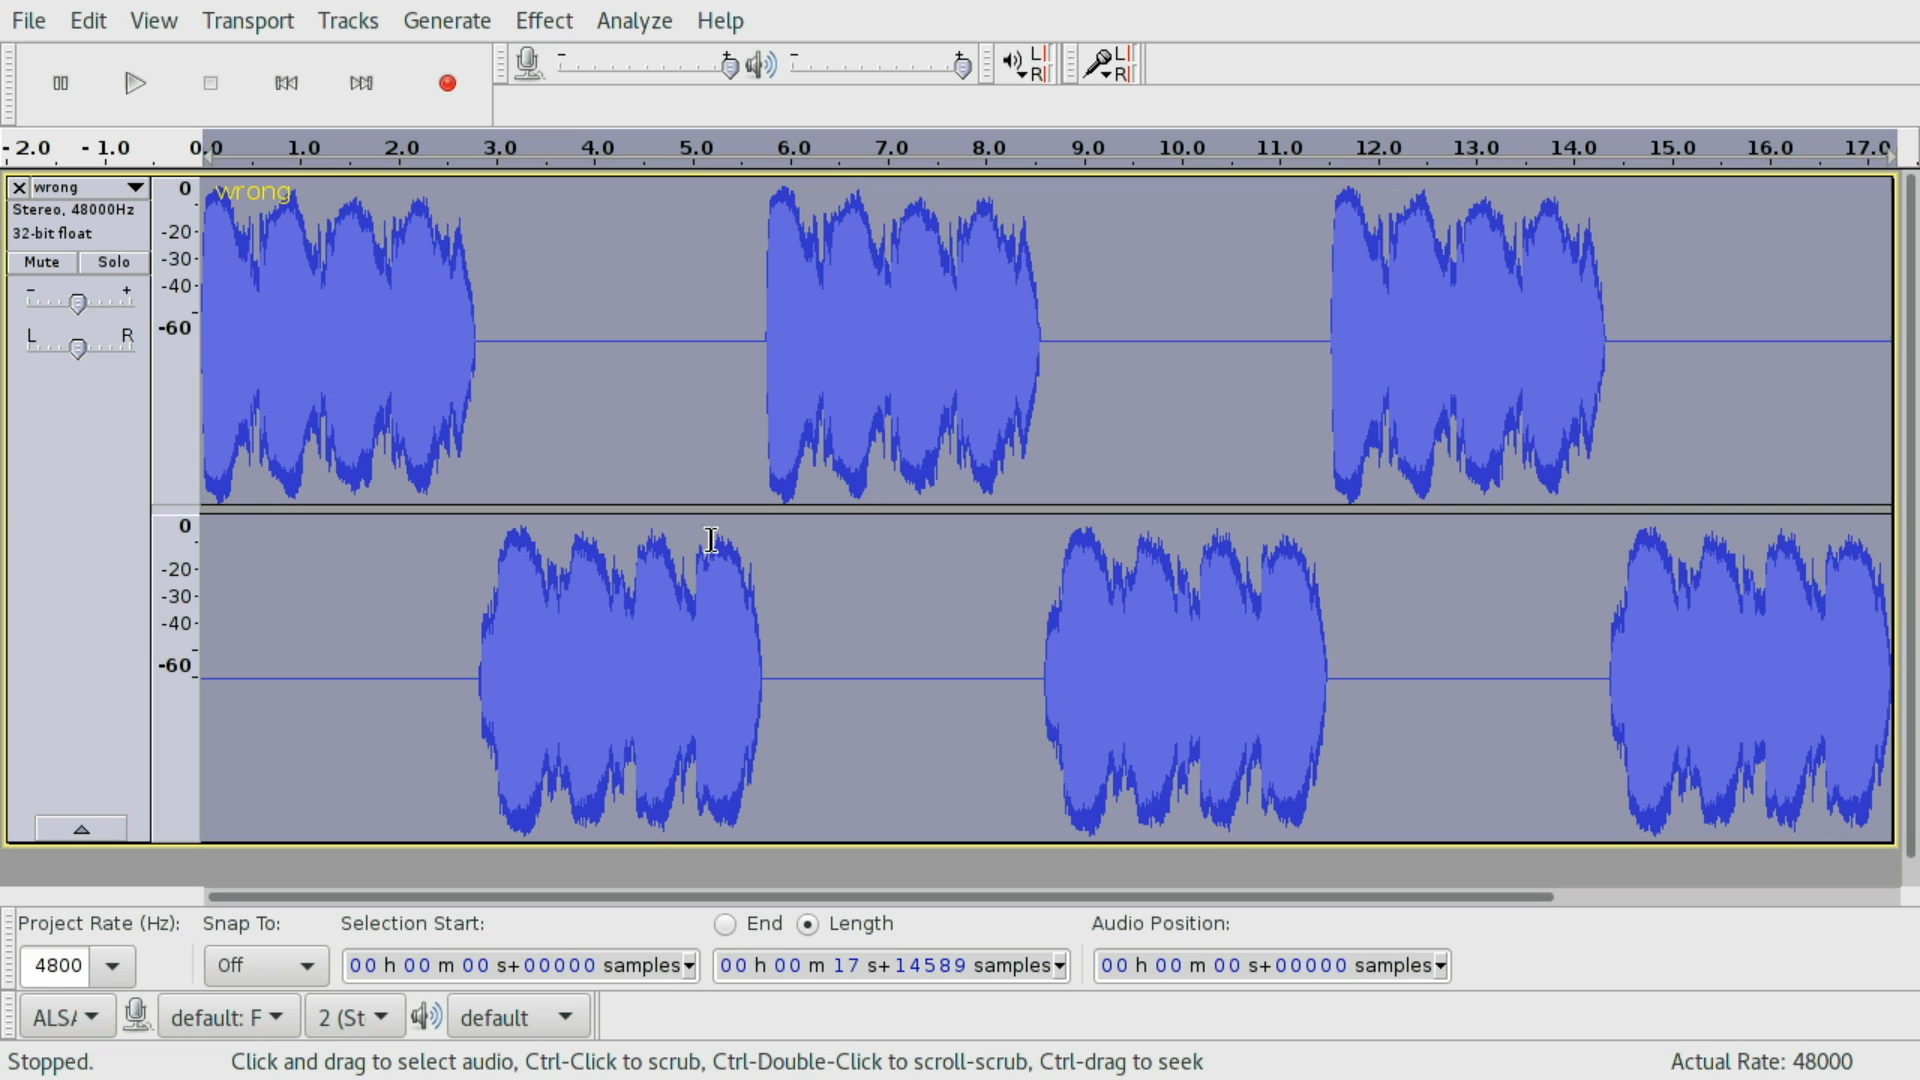 File Edit View Transport Tracks Generate Effect Analyze Help
- + - + L R L R
- 2.0 - 1.0 0.0 1.0 2.0 3.0 4.0 5.0 6.0 7.0 8.0 9.0 10.0 11.0 12.0 13.0 14.0 15.0 16.0 17.0
wrong
Stereo, 48000Hz
32-bit float
Mute Solo
- +
L R
wrong
0
-20
-30
-40
-60
0
-20
-30
-40
-60
Project Rate (Hz): Snap To: Selection Start: End Length Audio Position:
4800 Off 00 h 00 m 00 s+00000 samples 00 h 00 m 17 s+14589 samples 00 h 00 m 00 s+00000 samples
ALSA default: F 2 (St default
Stopped. Click and drag to select audio, Ctrl-Click to scrub, Ctrl-Double-Click to scroll-scrub, Ctrl-drag to seek Actual Rate: 48000